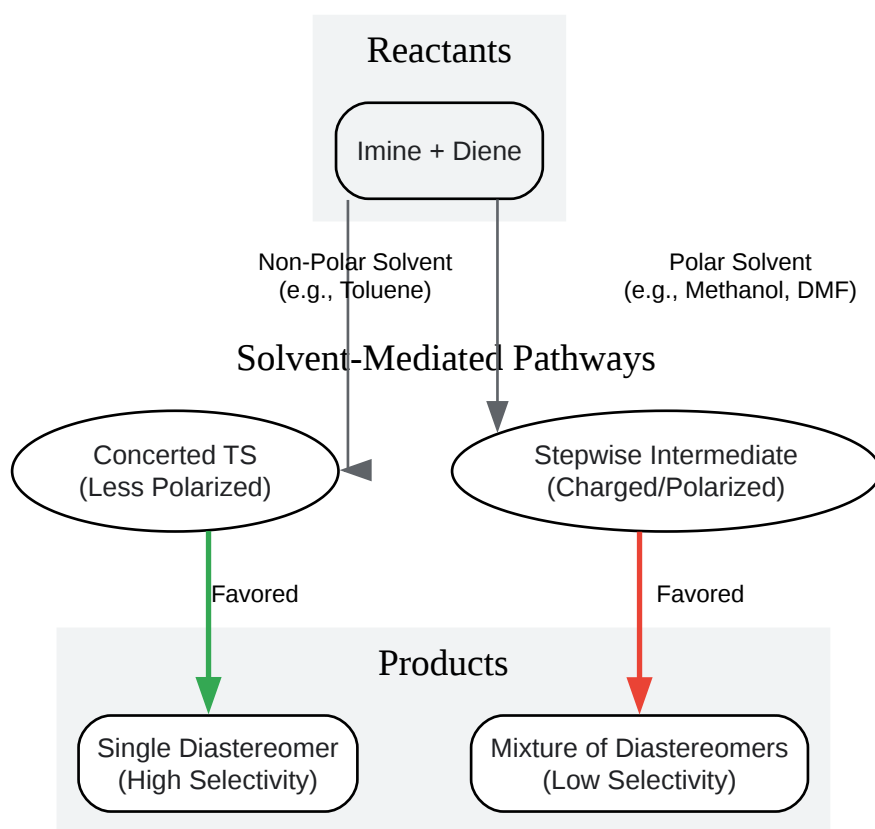 Reactants
Imine + Diene
Non-Polar Solvent
(e.g., Toluene)
Polar Solvent
(e.g., Methanol, DMF)
Solvent-Mediated Pathways
Concerted TS
(Less Polarized)
Stepwise Intermediate
(Charged/Polarized)
Favored
Favored
Products
Single Diastereomer
(High Selectivity)
Mixture of Diastereomers
(Low Selectivity)